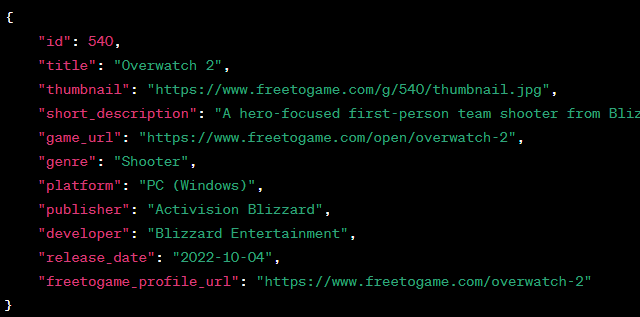 {
"id": 540,
"title": "Overwatch 2",
"thumbnail": "https://www.freetogame.com/g/540/thumbnail.jpg",
"short_description": "A hero-focused first-person team shooter from
"game_url": "https://www.freetogame.com/open/overwatch-2",
"genre": "Shooter",
"platform": "PC (Windows)",
"publisher": "Activision Blizzard",
"developer": "Blizzard Entertainment",
"release_date": "2022-10-04",
"freetogame_profile_url": "https://www.freetogame.com/overwatch-2"
}